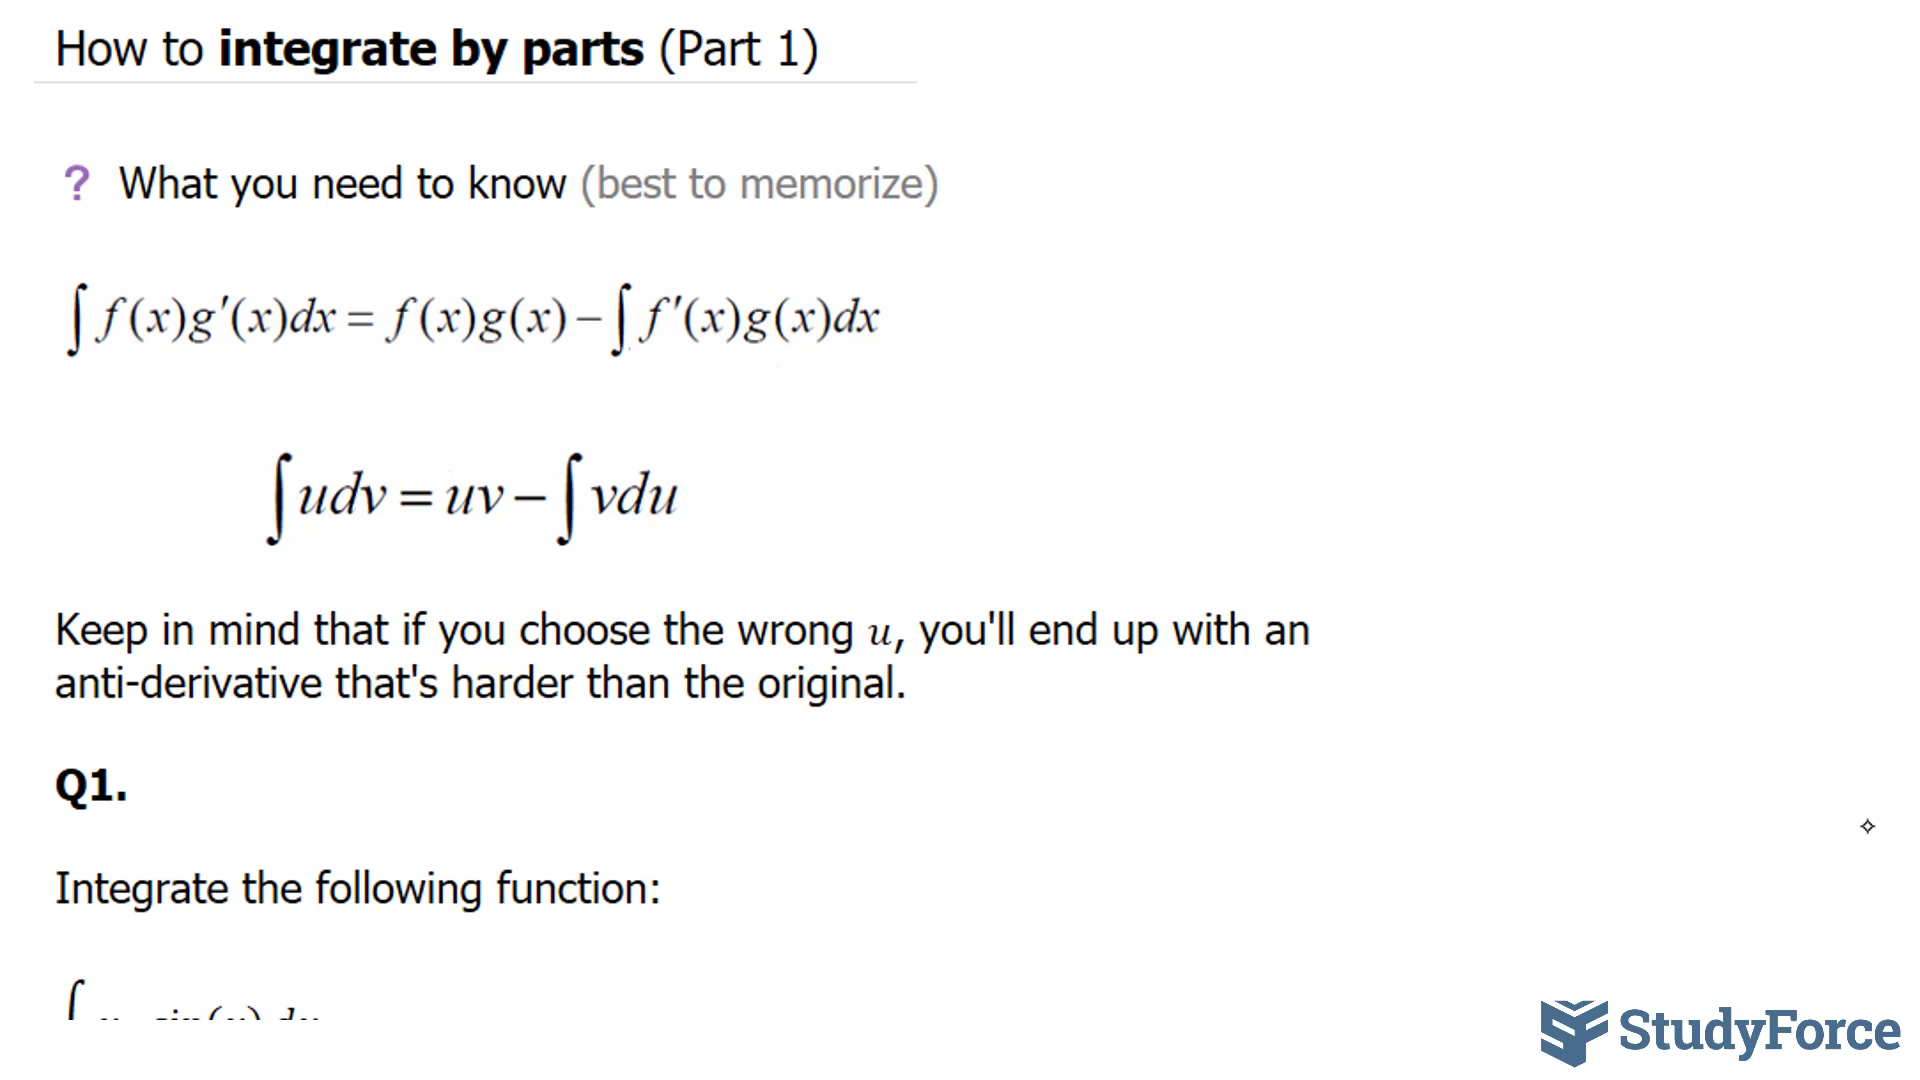 How to integrate by parts (Part 1)
? What you need to know (best to memorize)
∫ f(x)g′(x)dx = f(x)g(x) − ∫ f′(x)g(x)dx
∫ udv = uv − ∫ vdu
Keep in mind that if you choose the wrong u, you'll end up with an
anti-derivative that's harder than the original.
Q1.
Integrate the following function:
StudyForce